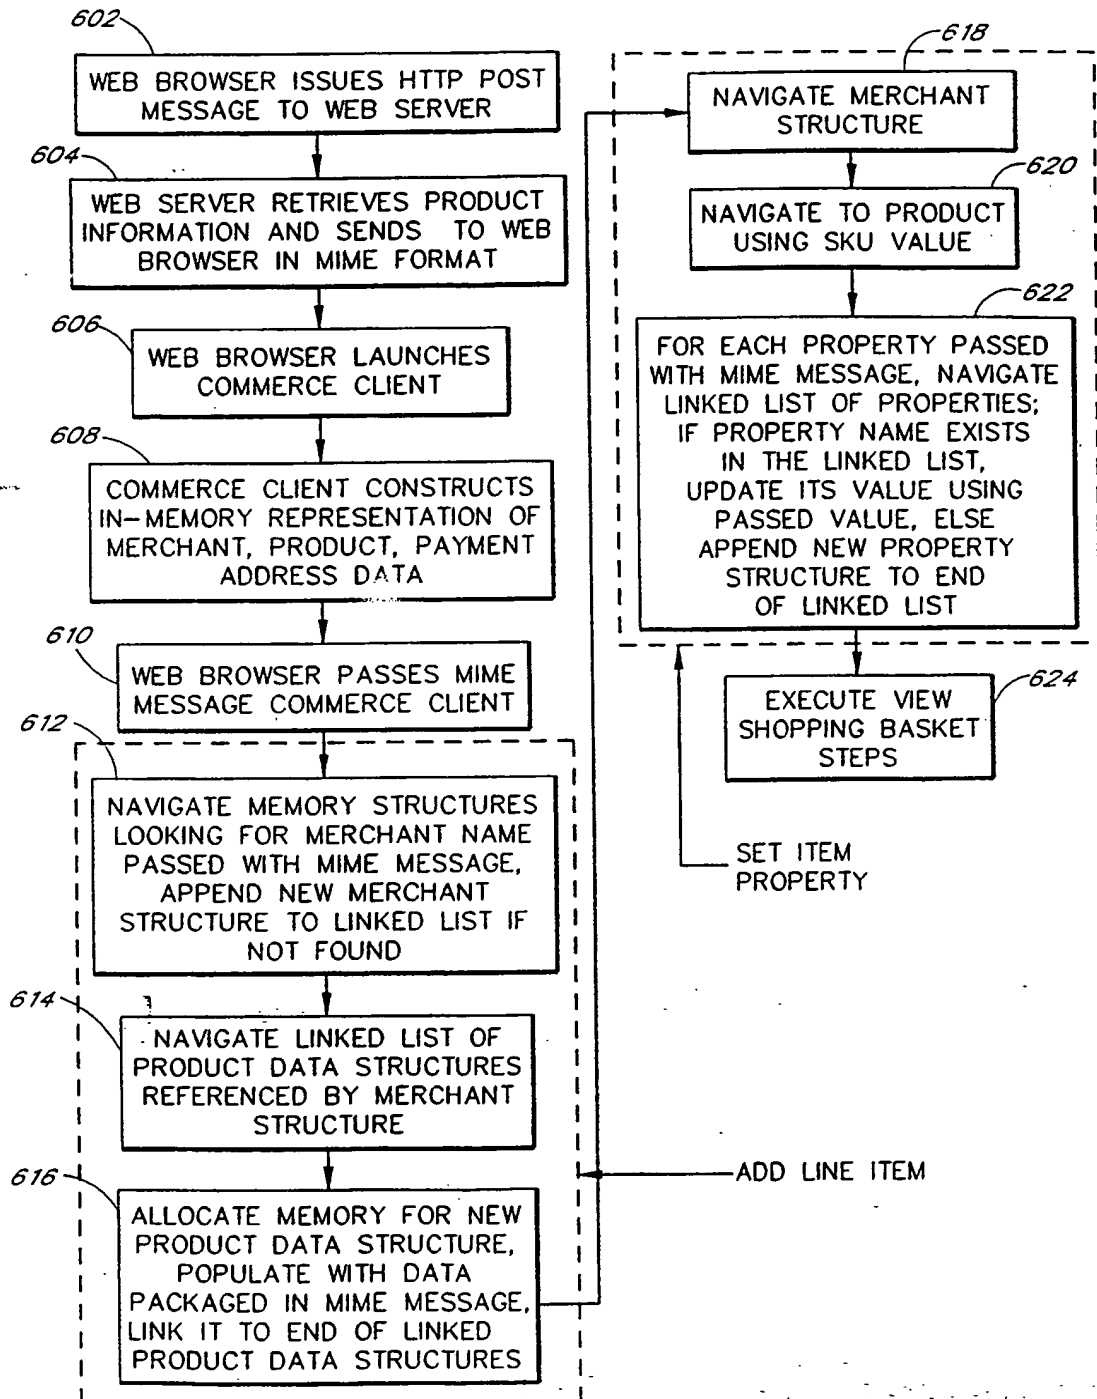 602
WEB BROWSER ISSUES HTTP POST
MESSAGE TO WEB SERVER
604
WEB SERVER RETRIEVES PRODUCT
INFORMATION AND SENDS TO WEB
BROWSER IN MIME FORMAT
606
WEB BROWSER LAUNCHES
COMMERCE CLIENT
608
COMMERCE CLIENT CONSTRUCTS
IN-MEMORY REPRESENTATION OF
MERCHANT, PRODUCT, PAYMENT
ADDRESS DATA
610
WEB BROWSER PASSES MIME
MESSAGE COMMERCE CLIENT
612
NAVIGATE MEMORY STRUCTURES
LOOKING FOR MERCHANT NAME
PASSED WITH MIME MESSAGE,
APPEND NEW MERCHANT
STRUCTURE TO LINKED LIST IF
NOT FOUND
614
NAVIGATE LINKED LIST OF
PRODUCT DATA STRUCTURES
REFERENCED BY MERCHANT
STRUCTURE
616
ALLOCATE MEMORY FOR NEW
PRODUCT DATA STRUCTURE,
POPULATE WITH DATA
PACKAGED IN MIME MESSAGE,
LINK IT TO END OF LINKED
PRODUCT DATA STRUCTURES
ADD LINE ITEM
618
NAVIGATE MERCHANT
STRUCTURE
620
NAVIGATE TO PRODUCT
USING SKU VALUE
622
FOR EACH PROPERTY PASSED
WITH MIME MESSAGE, NAVIGATE
LINKED LIST OF PROPERTIES;
IF PROPERTY NAME EXISTS
IN THE LINKED LIST,
UPDATE ITS VALUE USING
PASSED VALUE, ELSE
APPEND NEW PROPERTY
STRUCTURE TO END
OF LINKED LIST
624
EXECUTE VIEW
SHOPPING BASKET
STEPS
SET ITEM
PROPERTY